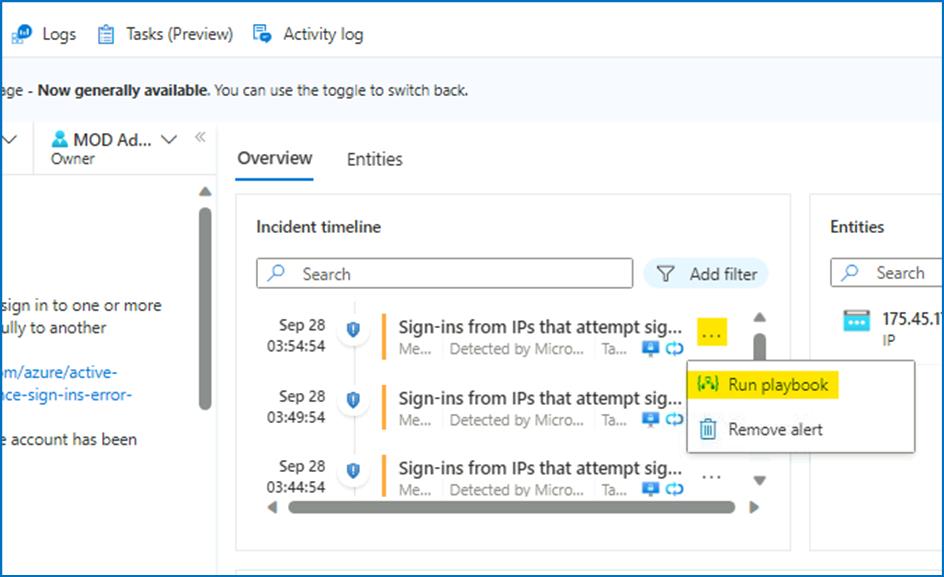 Logs Tasks (Preview) Activity log
age - Now generally available. You can use the toggle to switch back.
MOD Ad...
Owner
sign in to one or more
ully to another
om/azure/active-
ce-sign-ins-error-
e account has been
Overview Entities
Incident timeline
Search Add filter
Sep 28
03:54:54
Sign-ins from IPs that attempt sig... ...
Me... Detected by Micro... Ta...
Sep 28
03:49:54
Sign-ins from IPs that attempt sig...
Me... Detected by Micro... Ta...
Sep 28
03:44:54
Sign-ins from IPs that attempt sig... ...
Me... Detected by Micro... Ta...
Run playbook
Remove alert
Entities
Search
175.45.1
IP